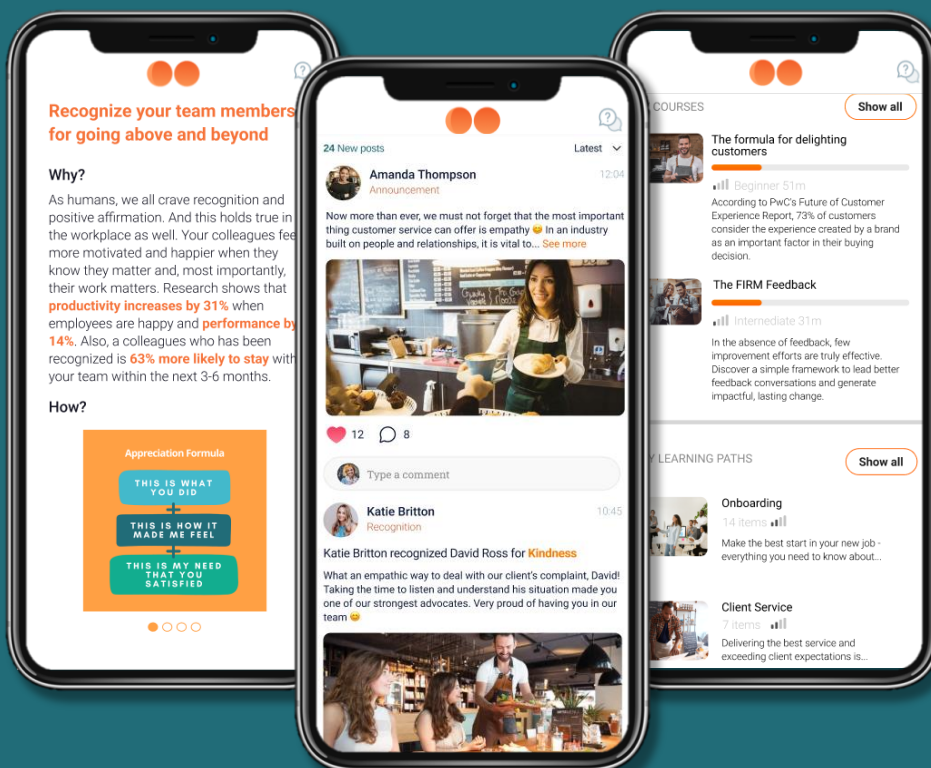 Recognize your team members
for going above and beyond
Why?
As humans, we all crave recognition and
positive affirmation. And this holds true in
the workplace as well. Your colleagues fee
more motivated and happier when they
know they matter and, most importantly,
their work matters. Research shows that
productivity increases by 31% when
employees are happy and performance by
14%. Also, a colleagues who has been
recognized is 63% more likely to stay with
your team within the next 3-6 months.
How?
Appreciation Formula
THIS IS WHAT
YOU DID
+
THIS IS HOW IT
MADE ME FEEL
+
THIS IS MY NEED
THAT YOU
SATISFIED
24 New posts
Latest
Amanda Thompson
12:04
Announcement
Now more than ever, we must not forget that the most important
thing customer service can offer is empathy 😊 In an industry
built on people and relationships, it is vital to... See more
12
8
Type a comment
Katie Britton
10:45
Recognition
Katie Britton recognized David Ross for Kindness
What an empathic way to deal with our client's complaint, David!
Taking the time to listen and understand his situation made you
one of our strongest advocates. Very proud of having you in our
team 😊
COURSES
Show all
The formula for delighting
customers
Beginner 51m
According to PwC's Future of Customer
Experience Report, 73% of customers
consider the experience created by a brand
as an important factor in their buying
decision.
The FIRM Feedback
Internediate 31m
In the absence of feedback, few
improvement efforts are truly effective.
Discover a simple framework to lead better
feedback conversations and generate
impactful, lasting change.
LEARNING PATHS
Show all
Onboarding
14 items
Make the best start in your new job -
everything you need to know about...
Client Service
7 items
Delivering the best service and
exceeding client expectations is...